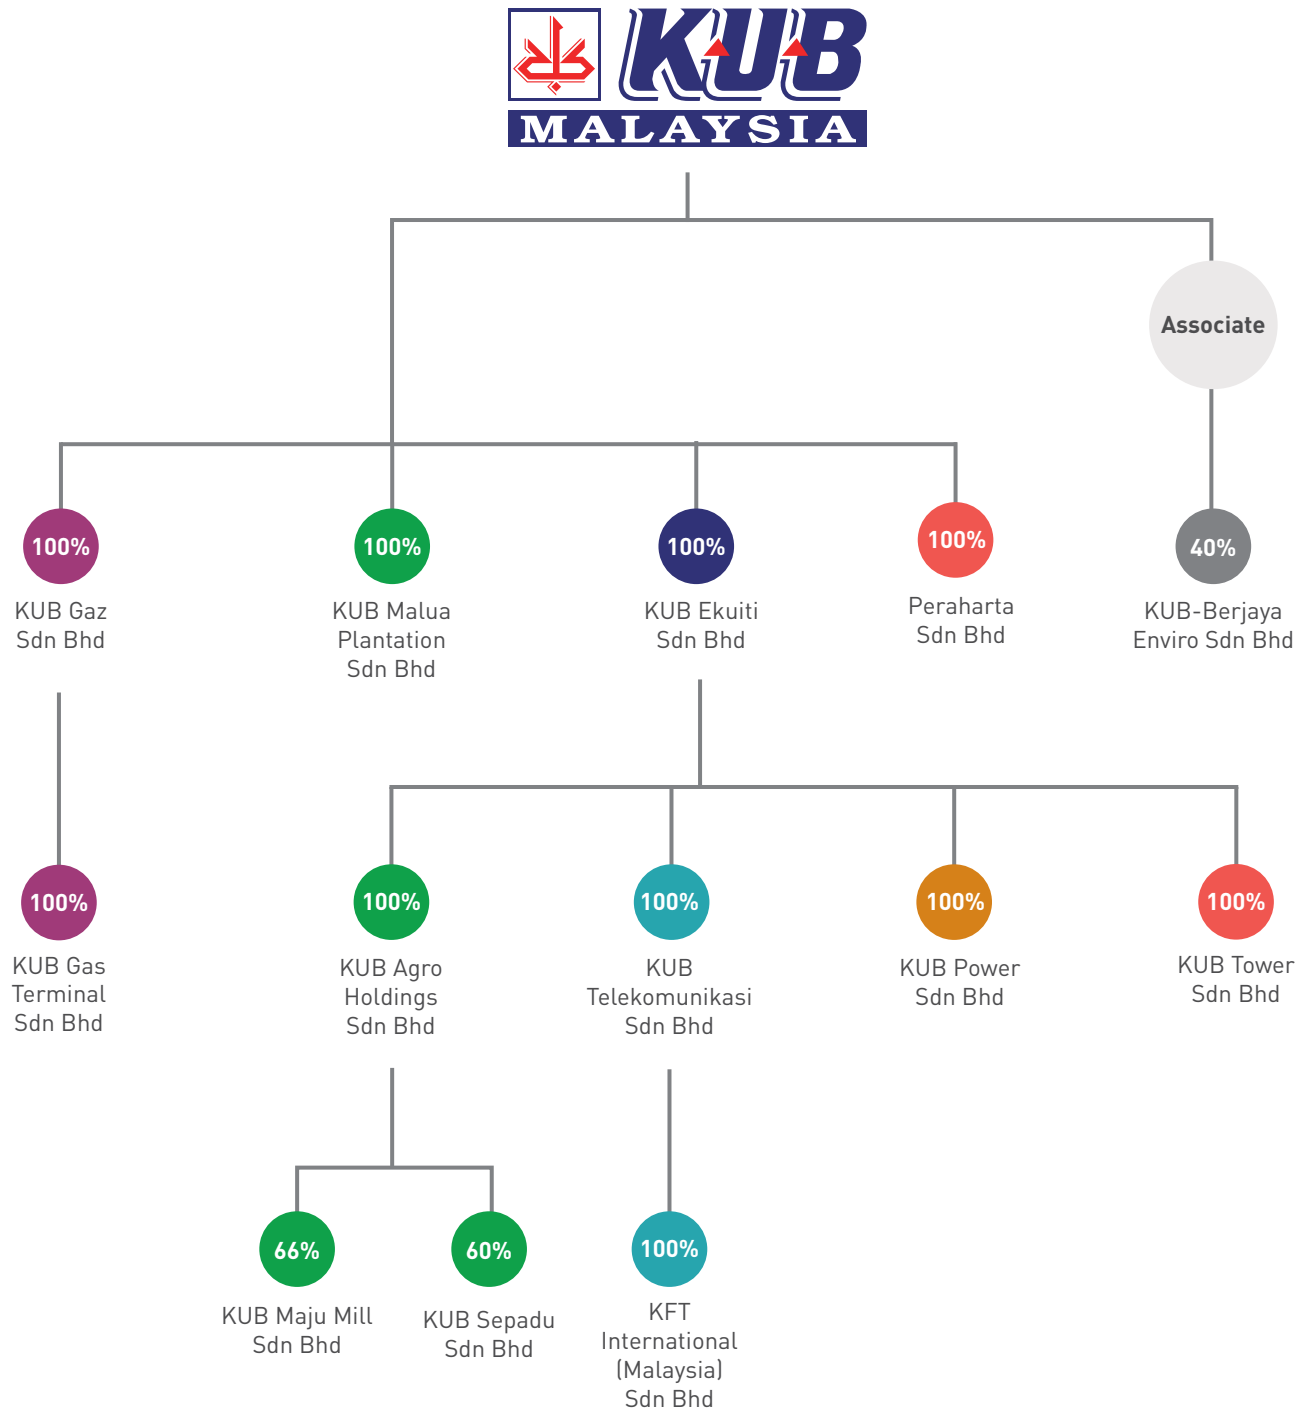 KUB
MALAYSIA
Associate
100%
KUB Gaz
Sdn Bhd
100%
KUB Malua
Plantation
Sdn Bhd
100%
KUB Ekuiti
Sdn Bhd
100%
Peraharta
Sdn Bhd
40%
KUB-Berjaya
Enviro Sdn Bhd
100%
KUB Gas
Terminal
Sdn Bhd
100%
KUB Agro
Holdings
Sdn Bhd
100%
KUB
Telekomunikasi
Sdn Bhd
100%
KUB Power
Sdn Bhd
100%
KUB Tower
Sdn Bhd
66%
KUB Maju Mill
Sdn Bhd
60%
KUB Sepadu
Sdn Bhd
100%
KFT
International
(Malaysia)
Sdn Bhd